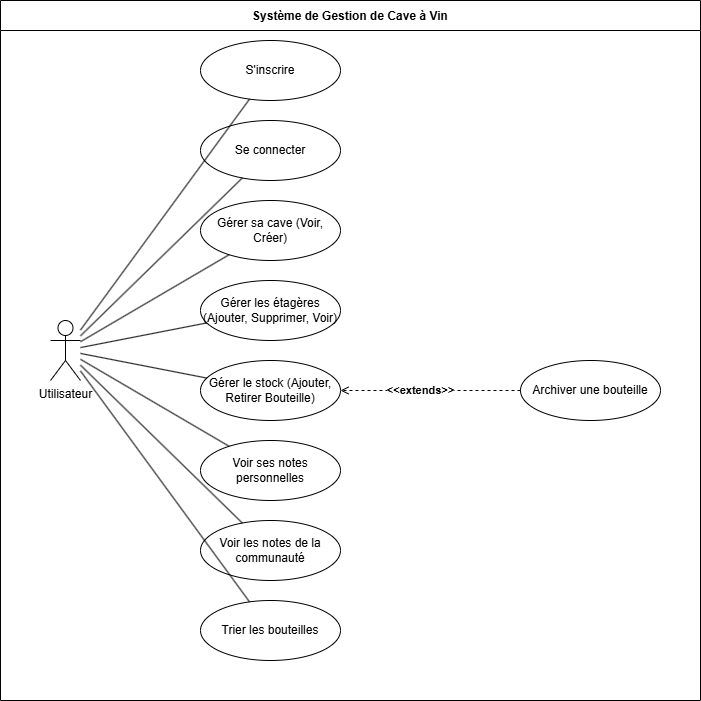 Système de Gestion de Cave à Vin
S'inscrire
Se connecter
Gérer sa cave (Voir,
Créer)
Gérer les étagères
(Ajouter, Supprimer, Voir)
Utilisateur
Gérer le stock (Ajouter,
Retirer Bouteille)
<<extends>>
Archiver une bouteille
Voir ses notes
personnelles
Voir les notes de la
communauté
Trier les bouteilles